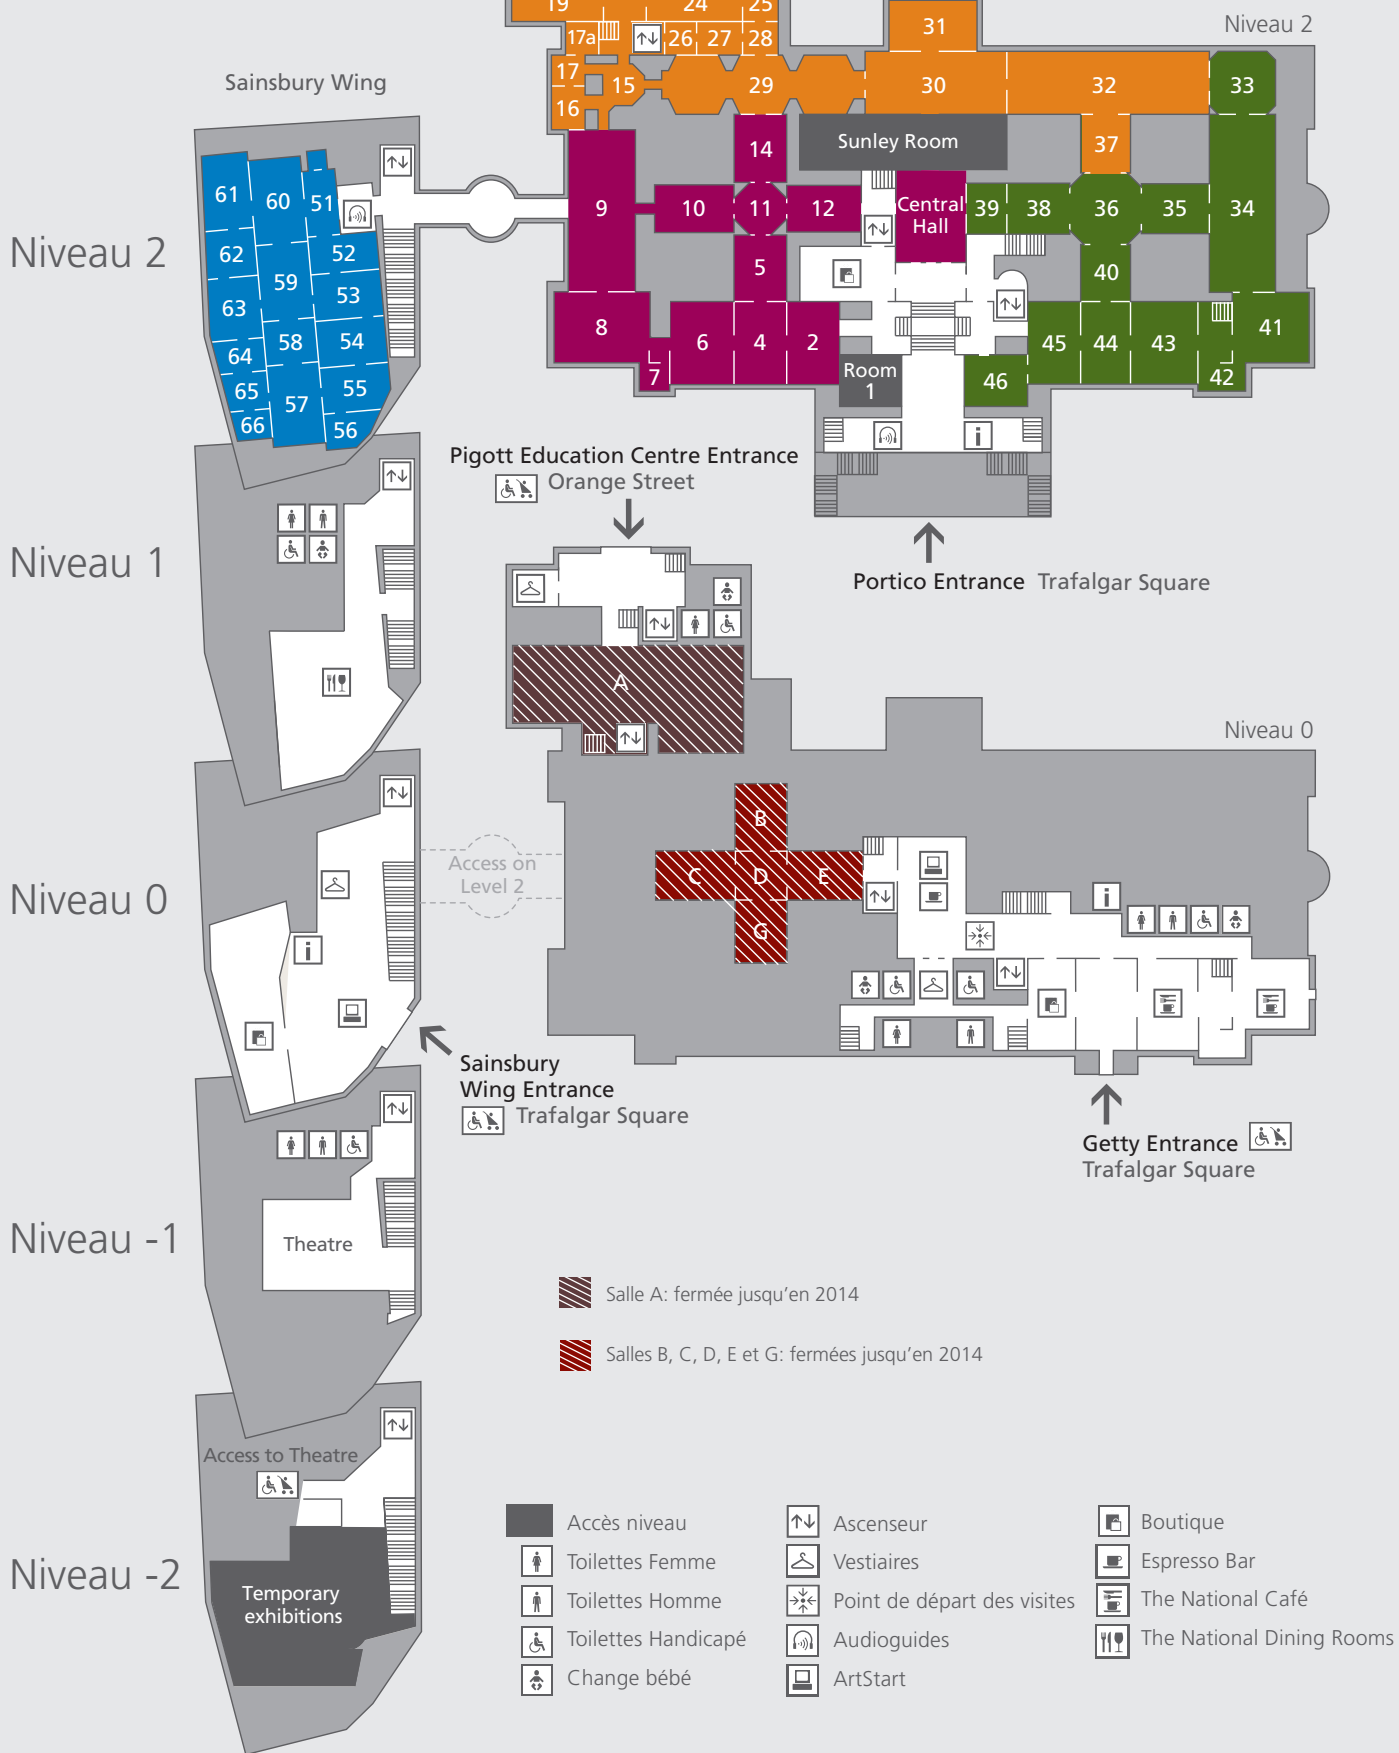 19
24
25
17a
26
27
28
31
Niveau 2
Sainsbury Wing
17
15
29
30
32
33
16
Sunley Room
14
37
61
60
51
9
10
11
12
Central
Hall
39
38
36
35
34
Niveau 2
62
52
59
5
40
63
53
8
6
4
2
58
54
45
44
43
41
64
7
Room
1
46
42
65
57
55
66
56
Pigott Education Centre Entrance
Orange Street
Niveau 1
Portico Entrance Trafalgar Square
A
Niveau 0
B
Niveau 0
Access on
Level 2
C
D
E
G
Sainsbury
Wing Entrance
Trafalgar Square
Getty Entrance
Trafalgar Square
Niveau -1
Theatre
Salle A: fermée jusqu'en 2014
Salles B, C, D, E et G: fermées jusqu'en 2014
Access to Theatre
Niveau -2
Temporary
exhibitions
Accès niveau
Toilettes Femme
Toilettes Homme
Toilettes Handicapé
Change bébé
Ascenseur
Vestiaires
Point de départ des visites
Audioguides
ArtStart
Boutique
Espresso Bar
The National Café
The National Dining Rooms